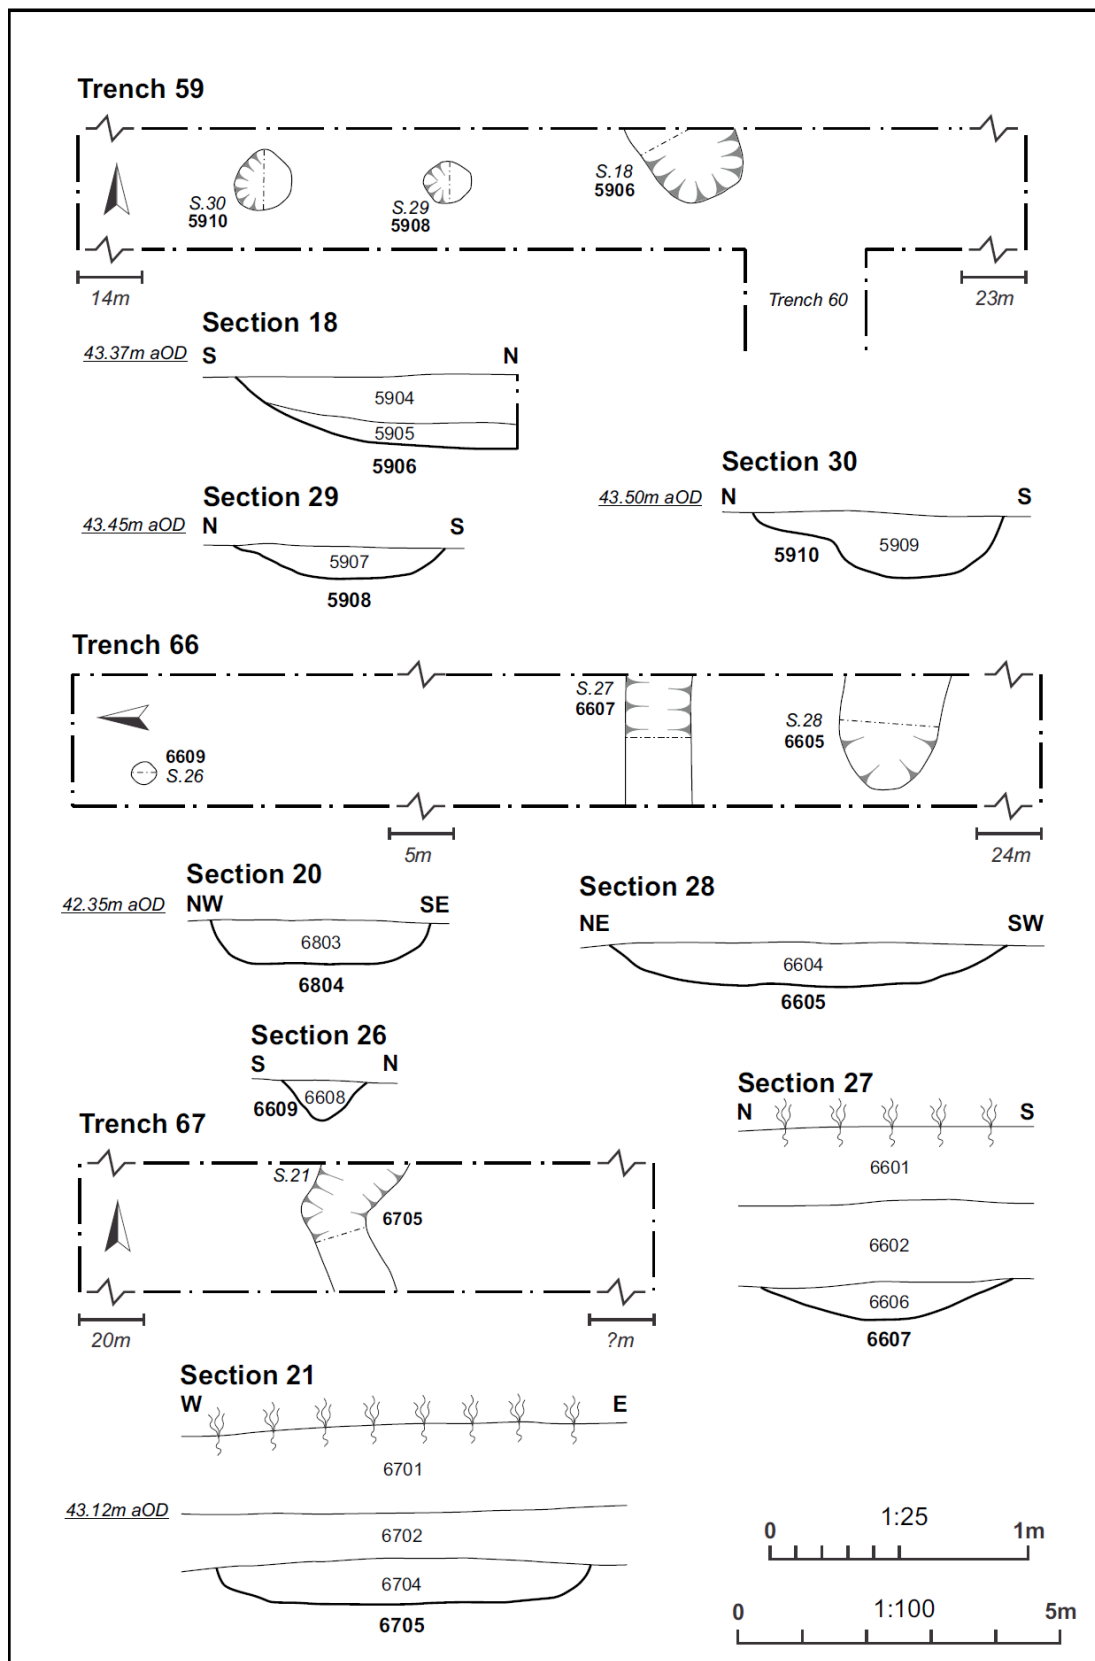 Trench 59
S.30
5910
S.29
5908
S.18
5906
14m
Trench 60
23m
Section 18
43.37m aOD
S
N
5904
5905
5906
Section 30
43.50m aOD
N
S
5910
5909
Section 29
43.45m aOD
N
S
5907
5908
Trench 66
6609
S.26
S.27
6607
S.28
6605
5m
24m
Section 20
42.35m aOD
NW
SE
6803
6804
Section 28
NE
SW
6604
6605
Section 26
S
N
6608
6609
Section 27
N
S
6601
6602
6606
6607
Trench 67
S.21
6705
20m
?m
Section 21
W
E
6701
43.12m aOD
6702
6704
6705
0
1:25
1m
0
1:100
5m